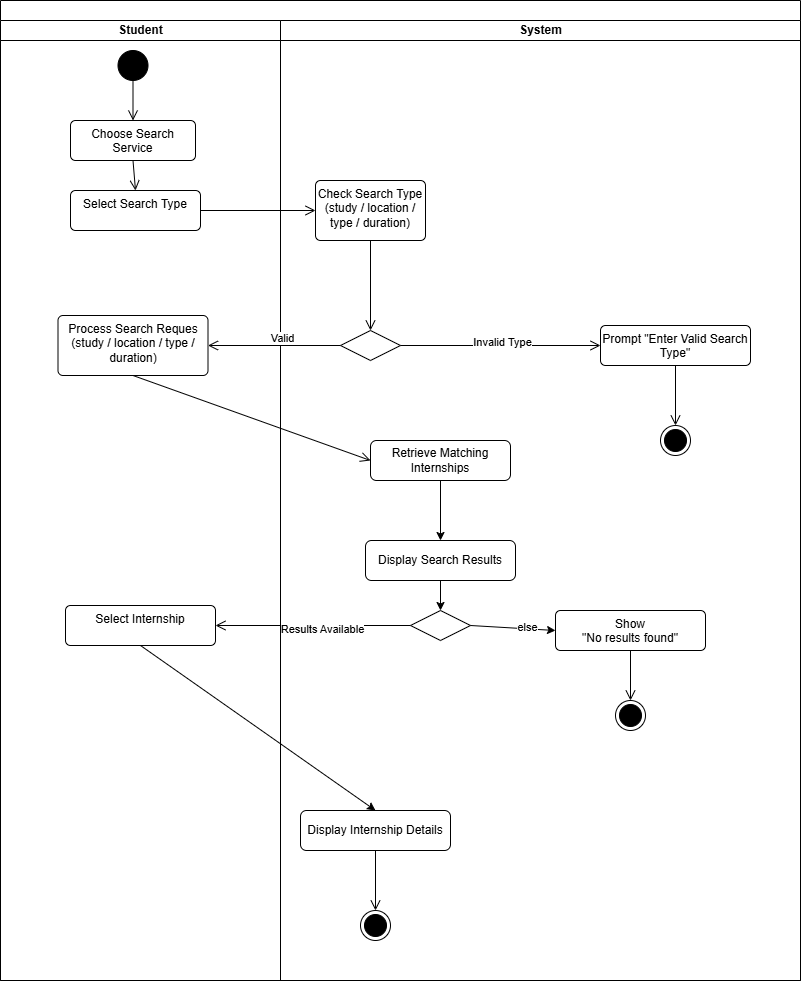 Student
System
Choose Search
Service
Select Search Type
Check Search Type
(study / location /
type / duration)
Process Search Reques
(study / location / type /
duration)
Valid
Invalid Type
Prompt "Enter Valid Search
Type"
Retrieve Matching
Internships
Display Search Results
Select Internship
Results Available
else
Show
"No results found"
Display Internship Details